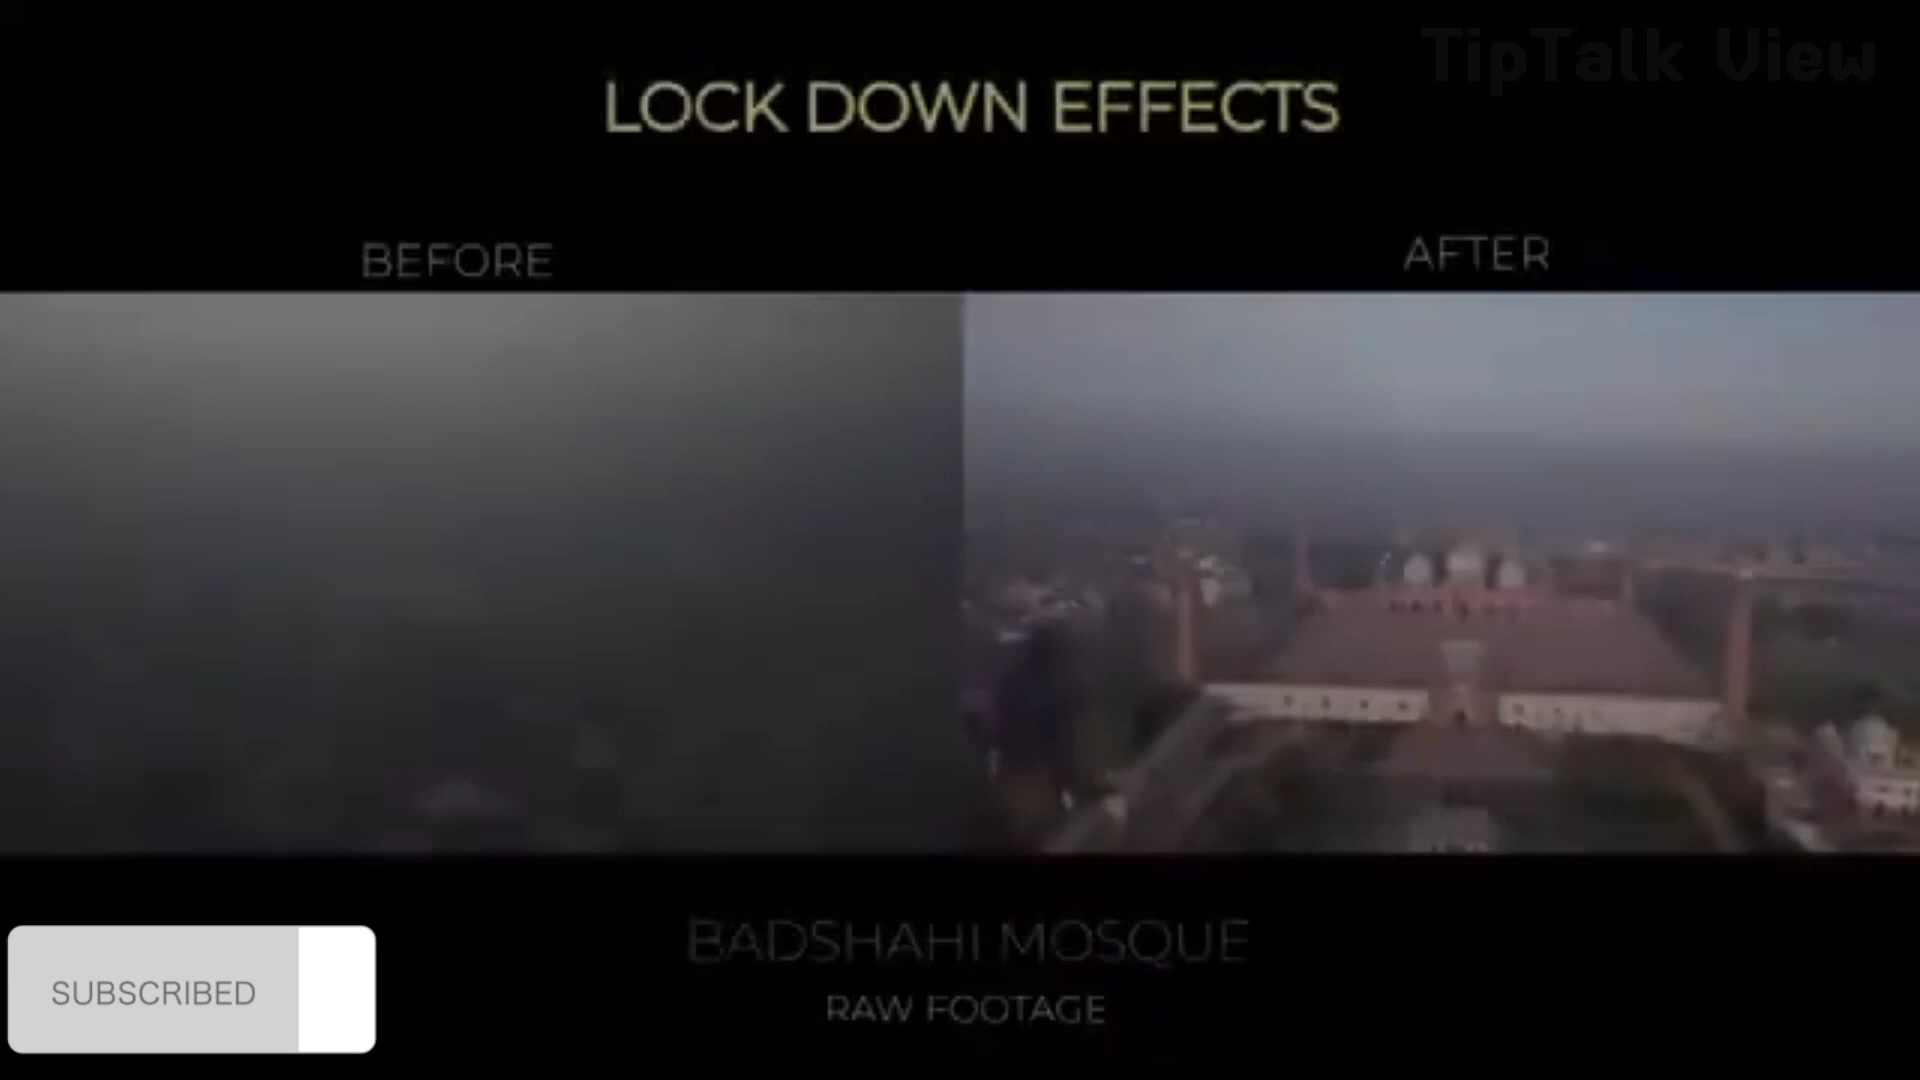 TipTalk View
LOCK DOWN EFFECTS
BEFORE
AFTER
BADSHAHI MOSQUE
RAW FOOTAGE
SUBSCRIBED